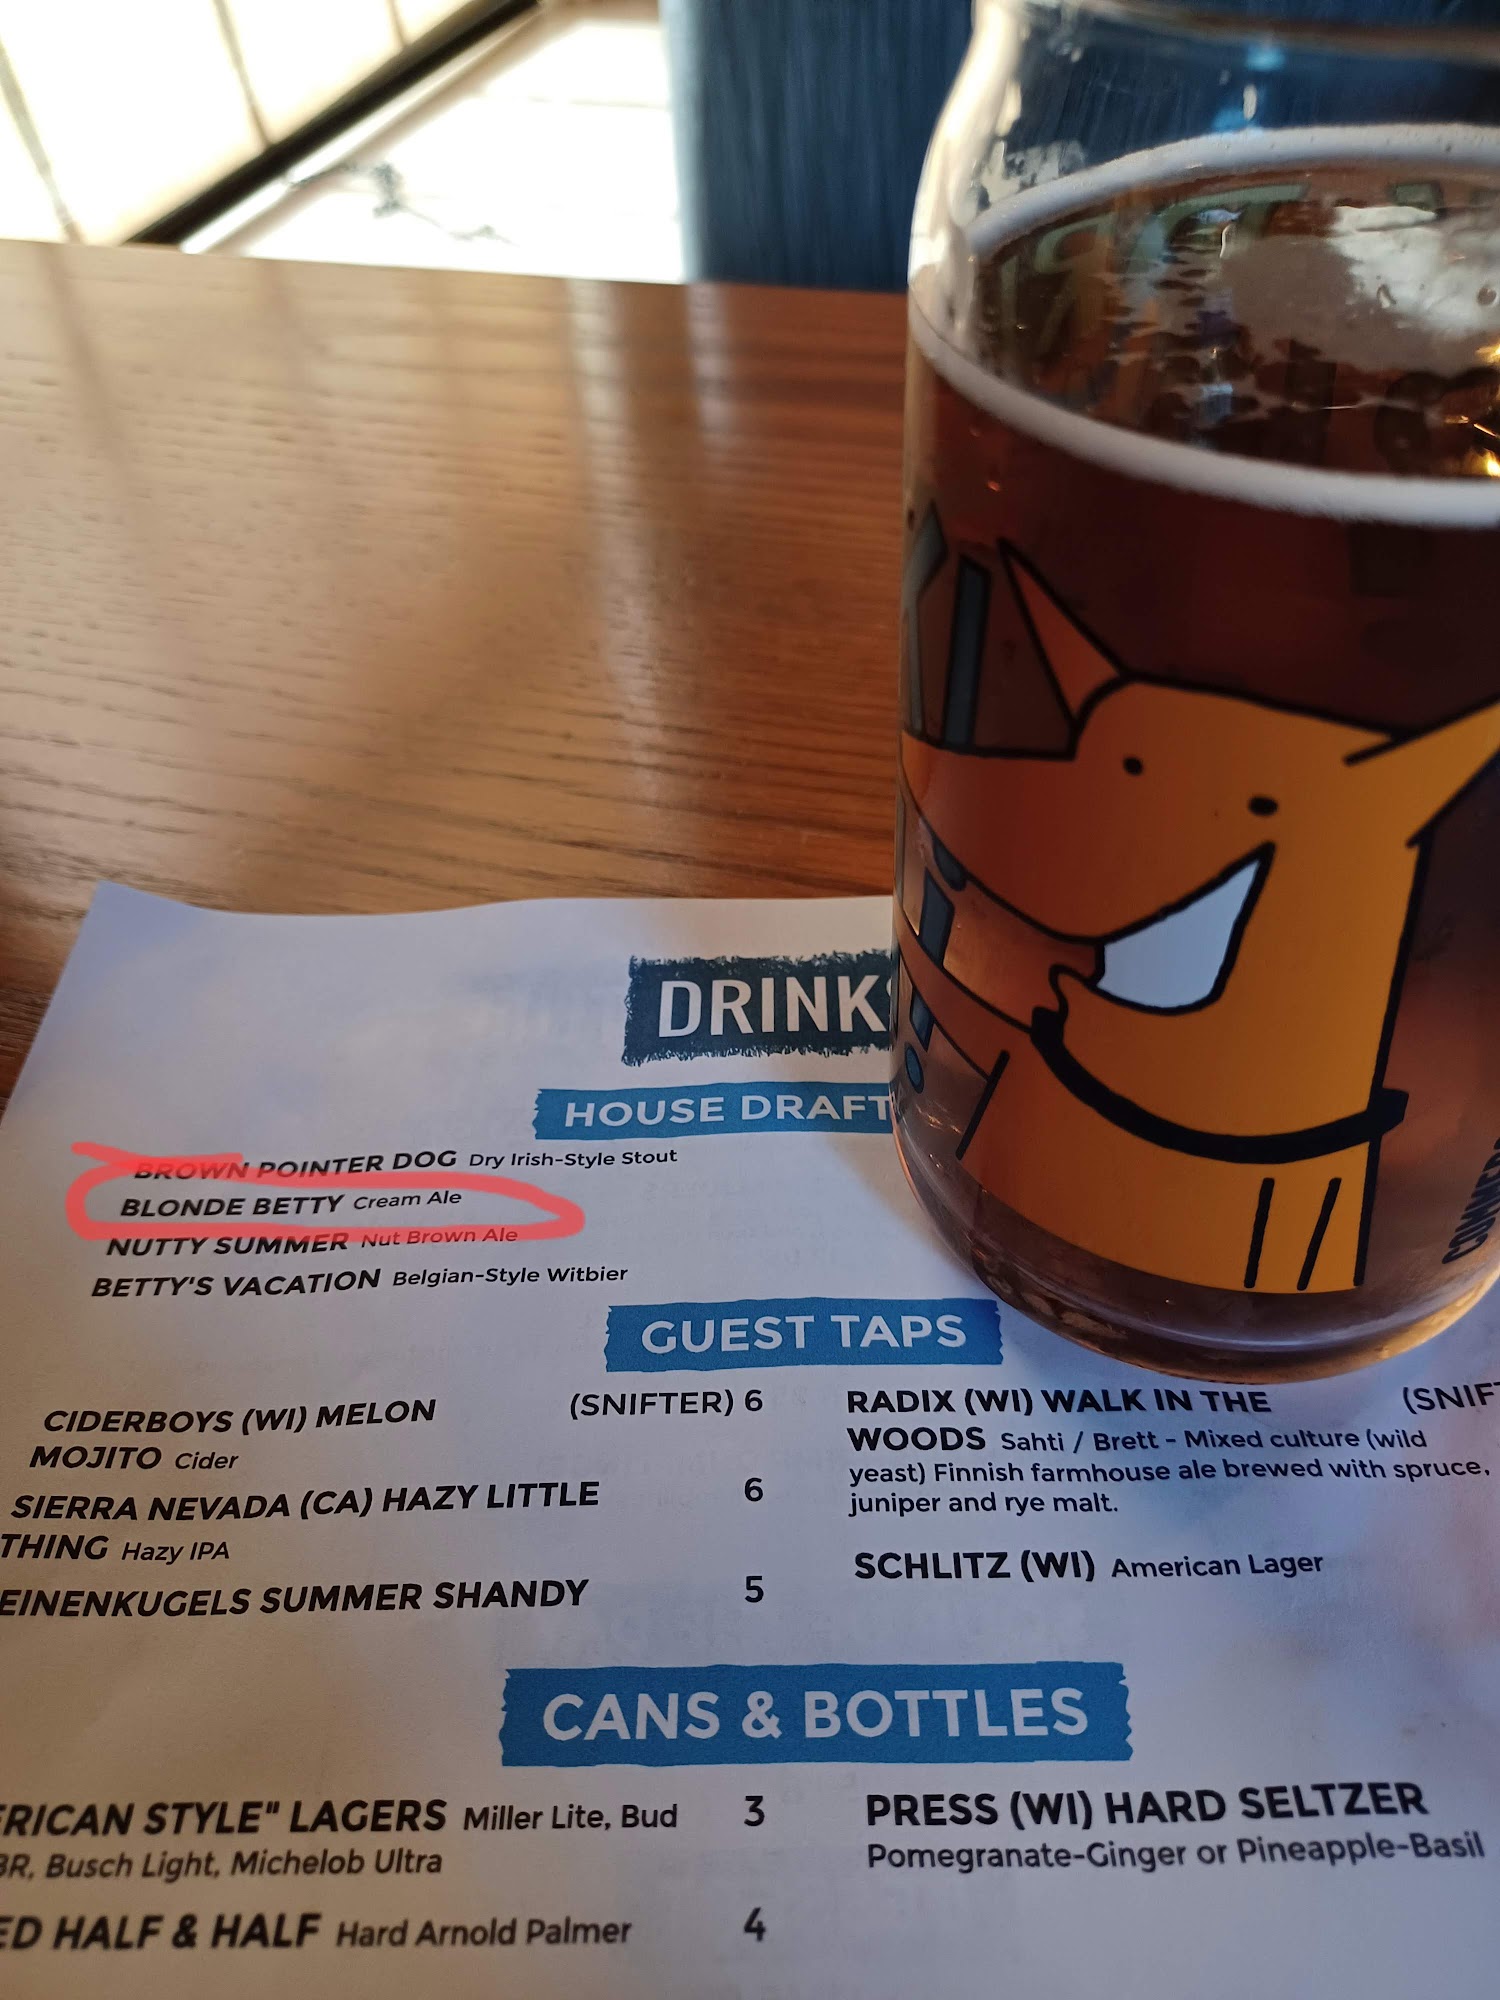 DRINK
HOUSE DRAFT
BROWN POINTER DOG Dry Irish-Style Stout
BLONDE BETTY Cream Ale
NUTTY SUMMER Nut Brown Ale
BETTY'S VACATION Belgian-Style Witbier
GUEST TAPS
CIDERBOYS (WI) MELON (SNIFTER) 6
MOJITO Cider
SIERRA NEVADA (CA) HAZY LITTLE 6
THING Hazy IPA
EINENKUGELS SUMMER SHANDY 5
RADIX (WI) WALK IN THE (SNIFT
WOODS Sahti / Brett - Mixed culture (wild
yeast) Finnish farmhouse ale brewed with spruce,
juniper and rye malt.
SCHLITZ (WI) American Lager
CANS & BOTTLES
ERICAN STYLE" LAGERS Miller Lite, Bud 3
BR, Busch Light, Michelob Ultra
ED HALF & HALF Hard Arnold Palmer 4
PRESS (WI) HARD SELTZER
Pomegranate-Ginger or Pineapple-Basil